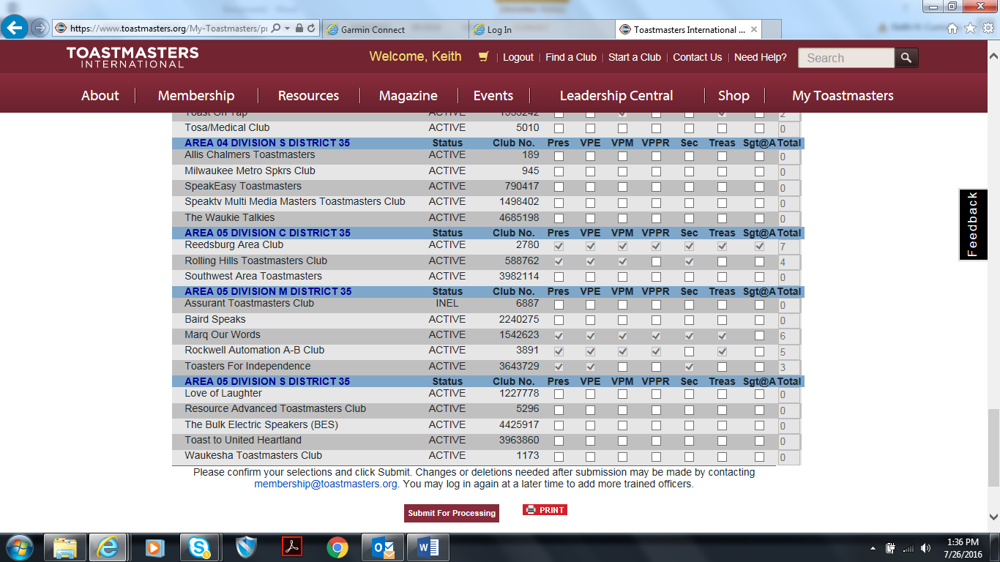 https://www.toastmasters.org/My-Toastmasters/pr
Garmin Connect
Log In
Toastmasters International ...
TOASTMASTERS
INTERNATIONAL
Welcome, Keith
Logout Find a Club Start a Club Contact Us Need Help?
Search
About Membership Resources Magazine Events Leadership Central Shop My Toastmasters
Toast On Tap ACTIVE 1533242 2
Tosa/Medical Club ACTIVE 5010 0
AREA 04 DIVISION S DISTRICT 35 Status Club No. Pres VPE VPM VPPR Sec Treas Sgt@A Total
Allis Chalmers Toastmasters ACTIVE 189 0
Milwaukee Metro Spkrs Club ACTIVE 945 0
SpeakEasy Toastmasters ACTIVE 790417 0
Speaktv Multi Media Masters Toastmasters Club ACTIVE 1498402 0
The Waukie Talkies ACTIVE 4685198 0
AREA 05 DIVISION C DISTRICT 35 Status Club No. Pres VPE VPM VPPR Sec Treas Sgt@A Total
Reedsburg Area Club ACTIVE 2780 7
Rolling Hills Toastmasters Club ACTIVE 588762 4
Southwest Area Toastmasters ACTIVE 3982114 0
AREA 05 DIVISION M DISTRICT 35 Status Club No. Pres VPE VPM VPPR Sec Treas Sgt@A Total
Assurant Toastmasters Club INEL 6887 0
Baird Speaks ACTIVE 2240275 0
Marq Our Words ACTIVE 1542623 6
Rockwell Automation A-B Club ACTIVE 3891 5
Toasters For Independence ACTIVE 3643729 3
AREA 05 DIVISION S DISTRICT 35 Status Club No. Pres VPE VPM VPPR Sec Treas Sgt@A Total
Love of Laughter ACTIVE 1227778 0
Resource Advanced Toastmasters Club ACTIVE 5296 0
The Bulk Electric Speakers (BES) ACTIVE 4425917 0
Toast to United Heartland ACTIVE 3963860 0
Waukesha Toastmasters Club ACTIVE 1173 0
Please confirm your selections and click Submit. Changes or deletions needed after submission may be made by contacting
membership@toastmasters.org. You may log in again at a later time to add more trained officers.
Submit For Processing
PRINT
Feedback
1:36 PM
7/26/2016